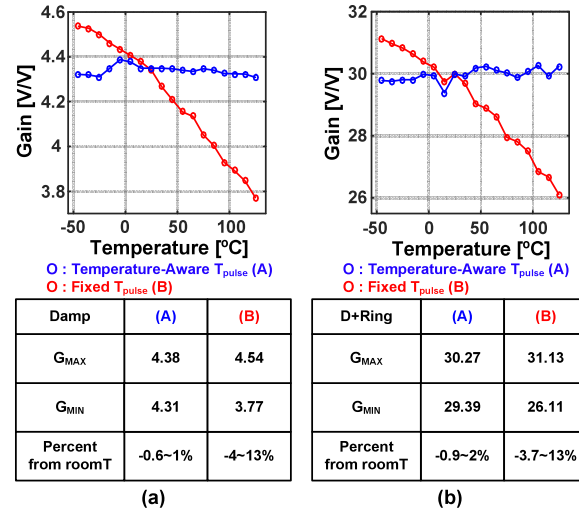 4.6
4.4
4.2
4
3.8
Gain [V/V]
-50 0 50 100
Temperature [ºC]
O : Temperature-Aware Tpulse (A)
O : Fixed Tpulse (B)
Damp (A) (B)
GMAX 4.38 4.54
GMIN 4.31 3.77
Percent from roomT -0.6~1% -4~13%
(a)
32
30
28
26
Gain [V/V]
-50 0 50 100
Temperature [ºC]
O : Temperature-Aware Tpulse (A)
O : Fixed Tpulse (B)
D+Ring (A) (B)
GMAX 30.27 31.13
GMIN 29.39 26.11
Percent from roomT -0.9~2% -3.7~13%
(b)